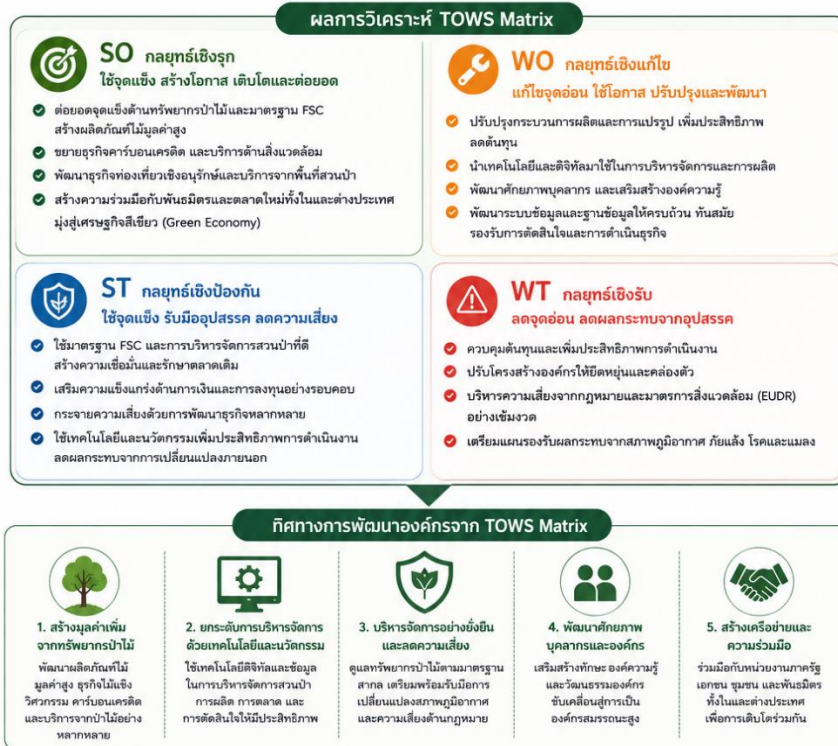 ผลการวิเคราะห์ TOWS Matrix
SO กลยุทธ์เชิงรุก
ใช้จุดแข็ง สร้างโอกาส เติบโตและต่อยอด
ต่อยอดจุดแข็งด้านทรัพยากรป่าไม้และมาตรฐาน FSC
สร้างผลิตภัณฑ์ไม้มูลค่าสูง
ขยายธุรกิจคาร์บอนเครดิต และบริการด้านสิ่งแวดล้อม
พัฒนาธุรกิจท่องเที่ยวเชิงอนุรักษ์และบริการจากพื้นที่สวนป่า
สร้างความร่วมมือกับพันธมิตรและตลาดใหม่ทั้งในและต่างประเทศ
มุ่งสู่เศรษฐกิจสีเขียว (Green Economy)
WO กลยุทธ์เชิงแก้ไข
แก้ไขจุดอ่อน ใช้โอกาส ปรับปรุงและพัฒนา
ปรับปรุงกระบวนการผลิตและการแปรรูป เพิ่มประสิทธิภาพ
ลดต้นทุน
นำเทคโนโลยีและดิจิทัลมาใช้ในการบริหารจัดการและการผลิต
พัฒนาศักยภาพบุคลากร และเสริมสร้างองค์ความรู้
พัฒนาระบบข้อมูลและฐานข้อมูลให้ครบถ้วน ทันสมัย
รองรับการตัดสินใจและการดำเนินธุรกิจ
ST กลยุทธ์เชิงป้องกัน
ใช้จุดแข็ง รับมืออุปสรรค ลดความเสี่ยง
ใช้มาตรฐาน FSC และการบริหารจัดการสวนป่าที่ดี
สร้างความเชื่อมั่นและรักษาตลาดเดิม
เสริมความแข็งแกร่งด้านการเงินและการลงทุนอย่างรอบคอบ
กระจายความเสี่ยงด้วยการพัฒนาธุรกิจหลากหลาย
ใช้เทคโนโลยีและนวัตกรรมเพิ่มประสิทธิภาพการดำเนินงาน
ลดผลกระทบจากการเปลี่ยนแปลงภายนอก
WT กลยุทธ์เชิงรับ
ลดจุดอ่อน ลดผลกระทบจากอุปสรรค
ควบคุมต้นทุนและเพิ่มประสิทธิภาพการดำเนินงาน
ปรับโครงสร้างองค์กรให้ยืดหยุ่นและคล่องตัว
บริหารความเสี่ยงจากกฎหมายและมาตรการสิ่งแวดล้อม (EUDR)
อย่างเข้มงวด
เตรียมแผนรองรับผลกระทบจากสภาพภูมิอากาศ ภัยแล้ง โรคและแมลง
ทิศทางการพัฒนาองค์กรจาก TOWS Matrix
1. สร้างมูลค่าเพิ่ม
จากทรัพยากรป่าไม้
พัฒนาผลิตภัณฑ์ไม้
มูลค่าสูง ธุรกิจไม้แข็ง
วิศวกรรม คาร์บอนเครดิต
และบริการจากป่าไม้อย่าง
หลากหลาย
2. ยกระดับการบริหารจัดการ
ด้วยเทคโนโลยีและนวัตกรรม
ใช้เทคโนโลยีดิจิทัลและข้อมูล
ในการบริหารจัดการสวนป่า
การผลิต การตลาด และ
การตัดสินใจให้มีประสิทธิภาพ
3. บริหารจัดการอย่างยั่งยืน
และลดความเสี่ยง
ดูแลทรัพยากรป่าไม้ตามมาตรฐาน
สากล เตรียมพร้อมรับมือการ
เปลี่ยนแปลงสภาพภูมิอากาศ
และความเสี่ยงด้านกฎหมาย
4. พัฒนาศักยภาพ
บุคลากรและองค์กร
เสริมสร้างทักษะ องค์ความรู้
และวัฒนธรรมองค์กร
ขับเคลื่อนสู่การเป็น
องค์กรสมรรถนะสูง
5. สร้างเครือข่ายและ
ความร่วมมือ
ร่วมมือกับหน่วยงานภาครัฐ
เอกชน ชุมชน และพันธมิตร
ทั้งในและต่างประเทศ
เพื่อการเติบโตร่วมกัน